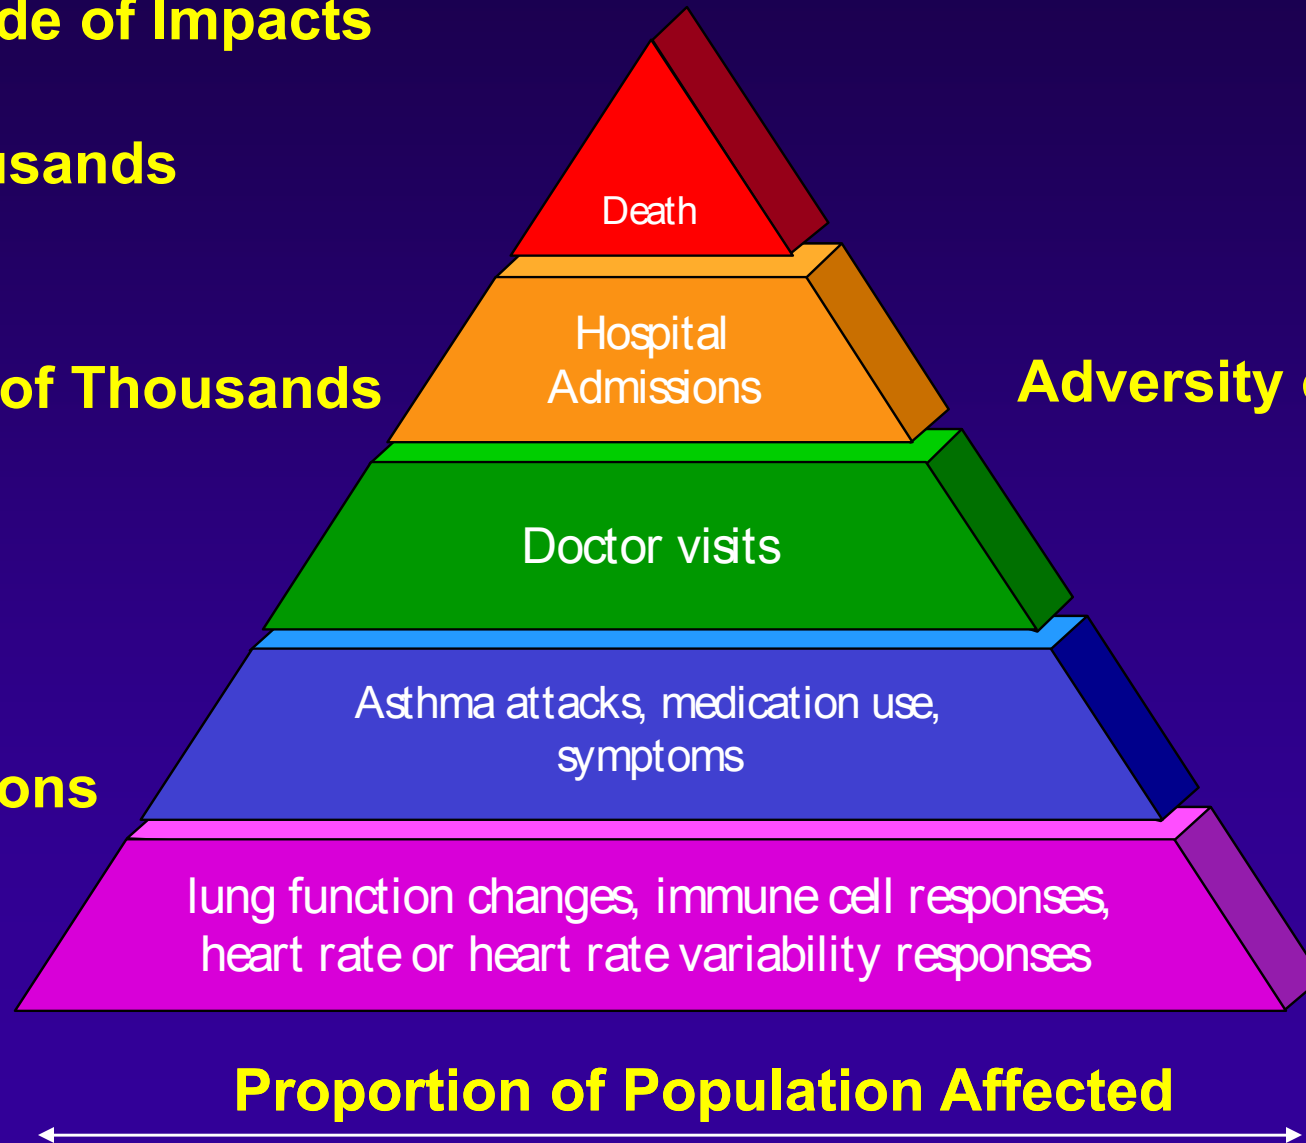 de of Impacts
usands
Death
Hospital
Admissions
of Thousands
Adversity
Doctor visits
Asthma attacks, medication use,
symptoms
ons
lung function changes, immune cell responses,
heart rate or heart rate variability responses
Proportion of Population Affected